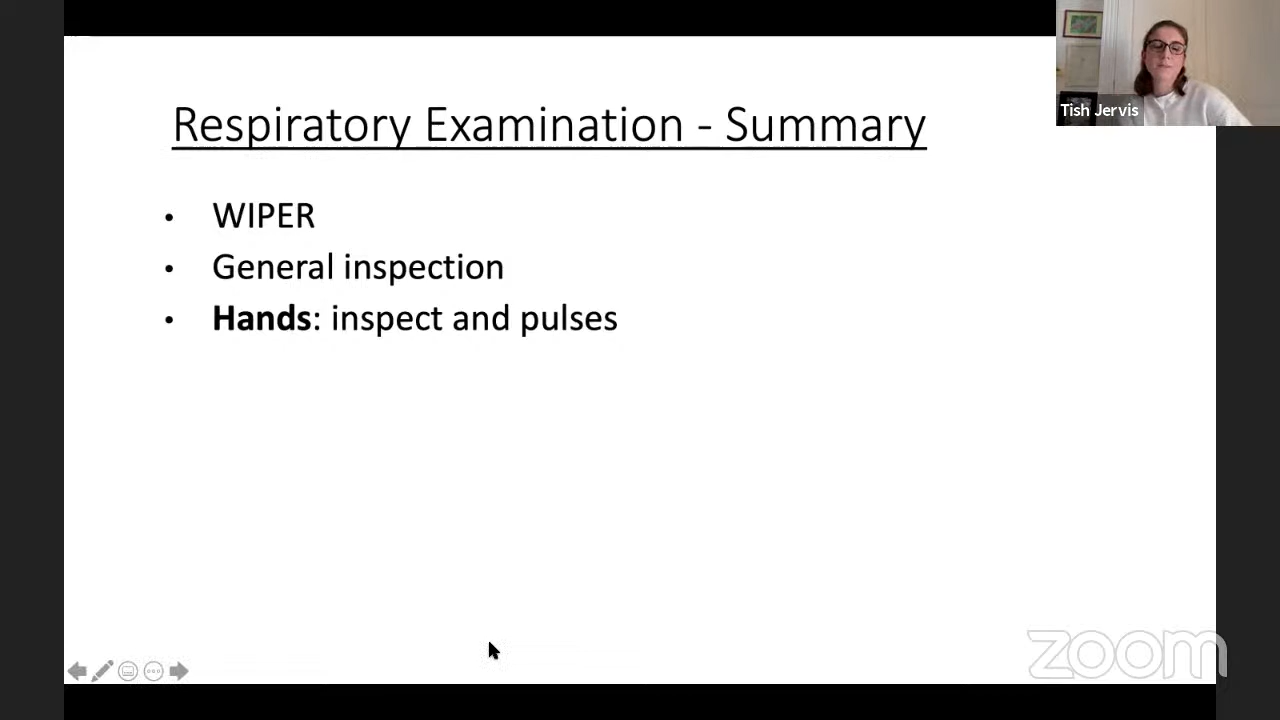 Respiratory Examination - Summary
Tish Jervis
• WIPER
• General inspection
• Hands: inspect and pulses
zoom